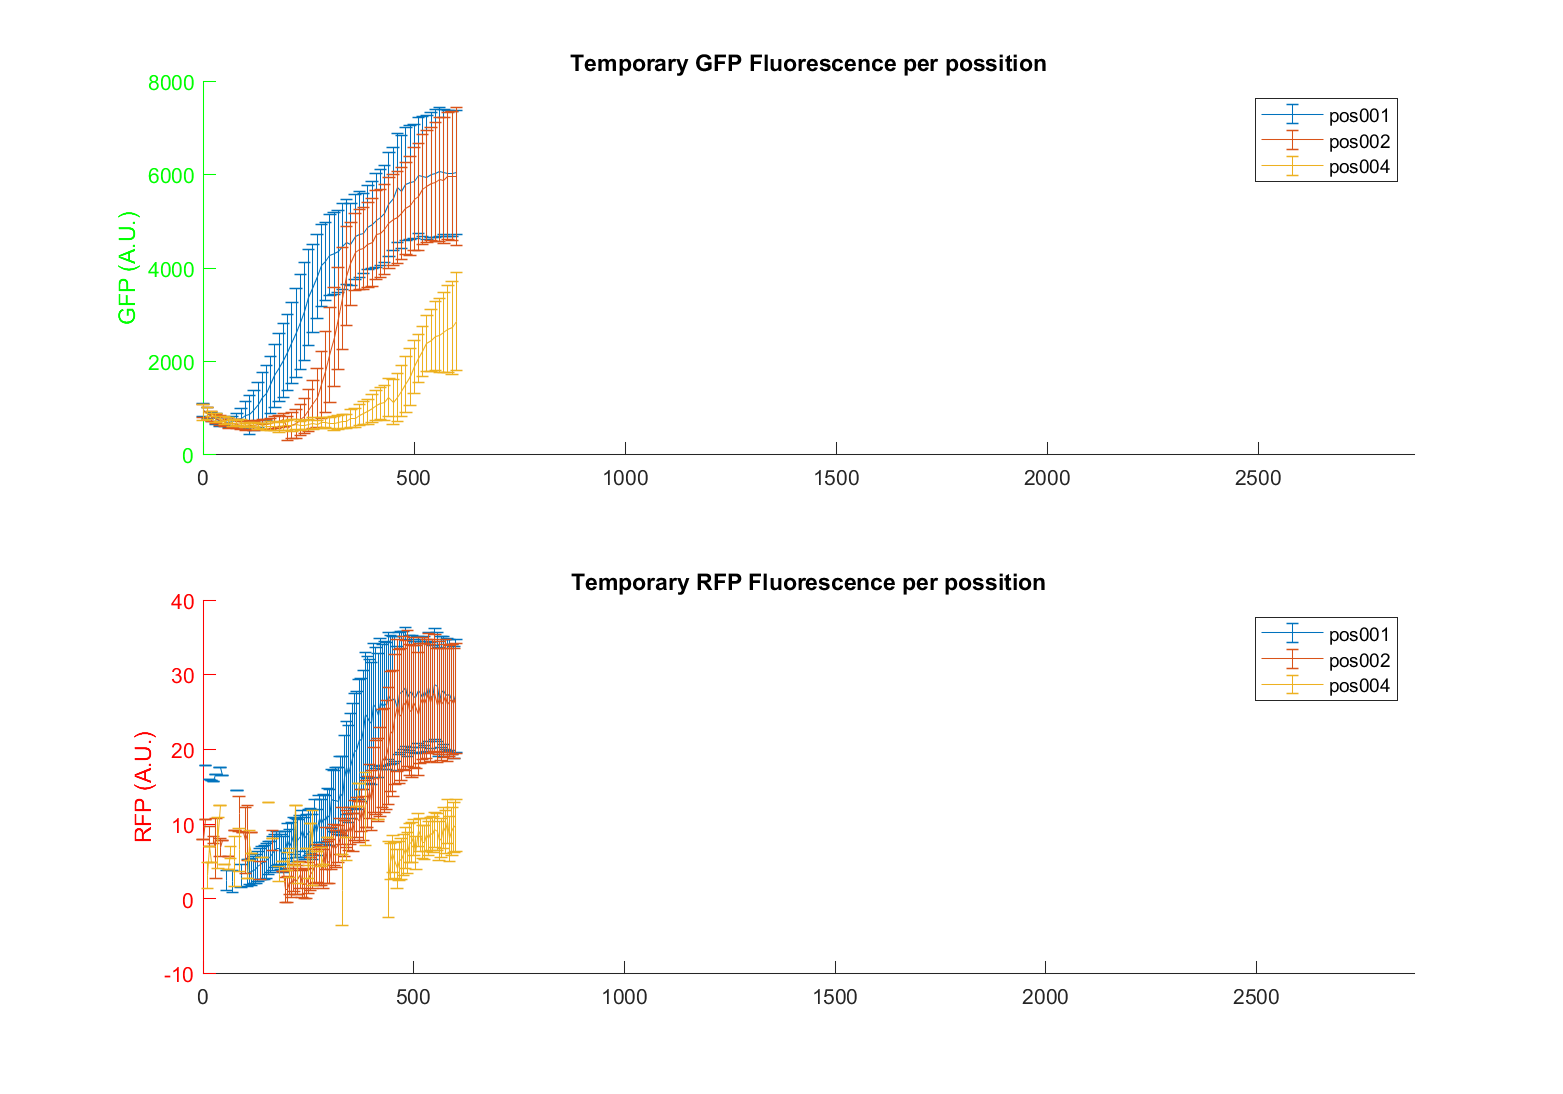 Temporary GFP Fluorescence per possition
8000
6000
4000
2000
0
GFP (A.U.)
0 500 1000 1500 2000 2500
pos001
pos002
pos004
Temporary RFP Fluorescence per possition
40
30
20
10
0
-10
RFP (A.U.)
0 500 1000 1500 2000 2500
pos001
pos002
pos004